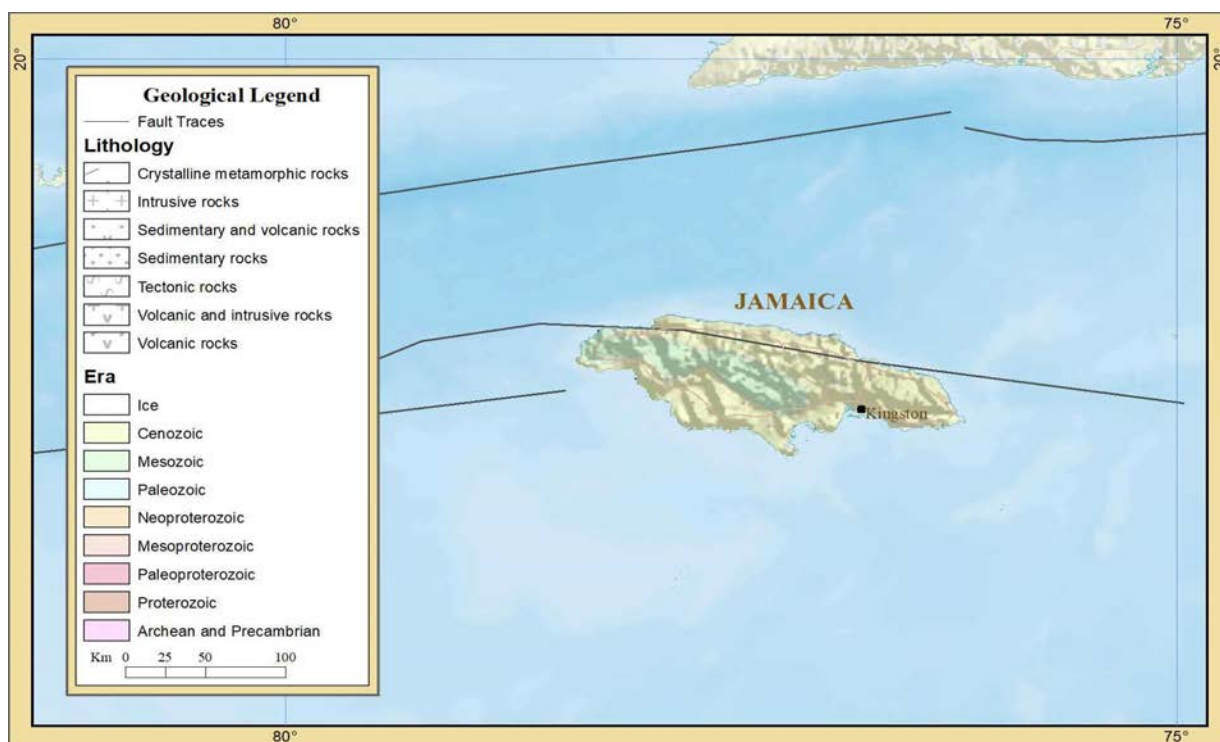 80°
75°
20°
20°
Geological Legend
Fault Traces
Lithology
Crystalline metamorphic rocks
Intrusive rocks
Sedimentary and volcanic rocks
Sedimentary rocks
Tectonic rocks
Volcanic and intrusive rocks
Volcanic rocks
Era
Ice
Cenozoic
Mesozoic
Paleozoic
Neoproterozoic
Mesoproterozoic
Paleoproterozoic
Proterozoic
Archean and Precambrian
Km 0 25 50 100
JAMAICA
Kingston
80°
75°